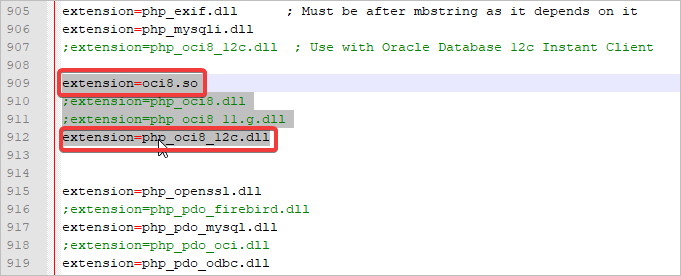 905 extension=php_exif.dll ; Must be after mbstring as it depends on it
906 extension=php_mysqli.dll
907 ;extension=php_oci8_12c.dll ; Use with Oracle Database 12c Instant Client
908
909 extension=oci8.so
910 ;extension=php_oci8.dll
911 ;extension=php_oci8_11.g.dll
912 extension=php_oci8_12c.dll
913
914
915 extension=php_openssl.dll
916 ;extension=php_pdo_firebird.dll
917 extension=php_pdo_mysql.dll
918 ;extension=php_pdo_oci.dll
919 extension=php_pdo_odbc.dll